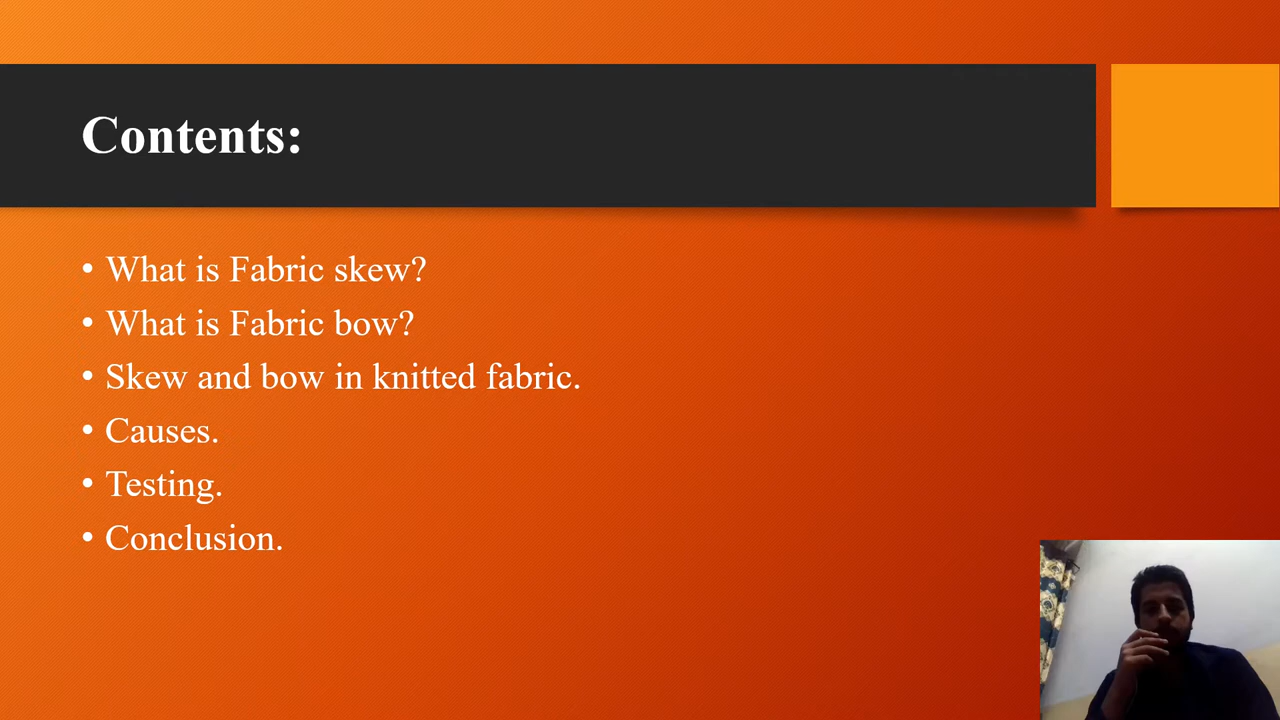 Contents:
• What is Fabric skew?
• What is Fabric bow?
• Skew and bow in knitted fabric.
• Causes.
• Testing.
• Conclusion.